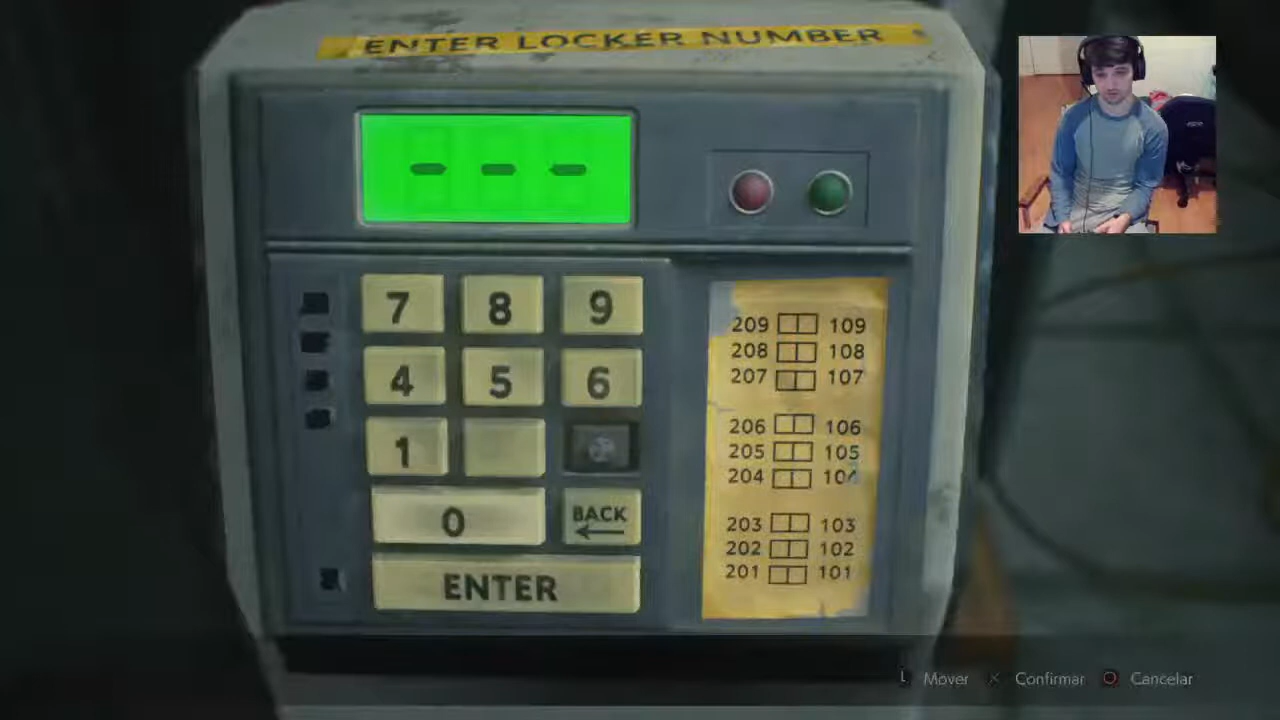 ENTER LOCKER NUMBER
- - -
7 8 9
4 5 6
1
0 BACK
ENTER
209 109
208 108
207 107
206 106
205 105
204 104
203 103
202 102
201 101
L Mover × Confirmar O Cancelar